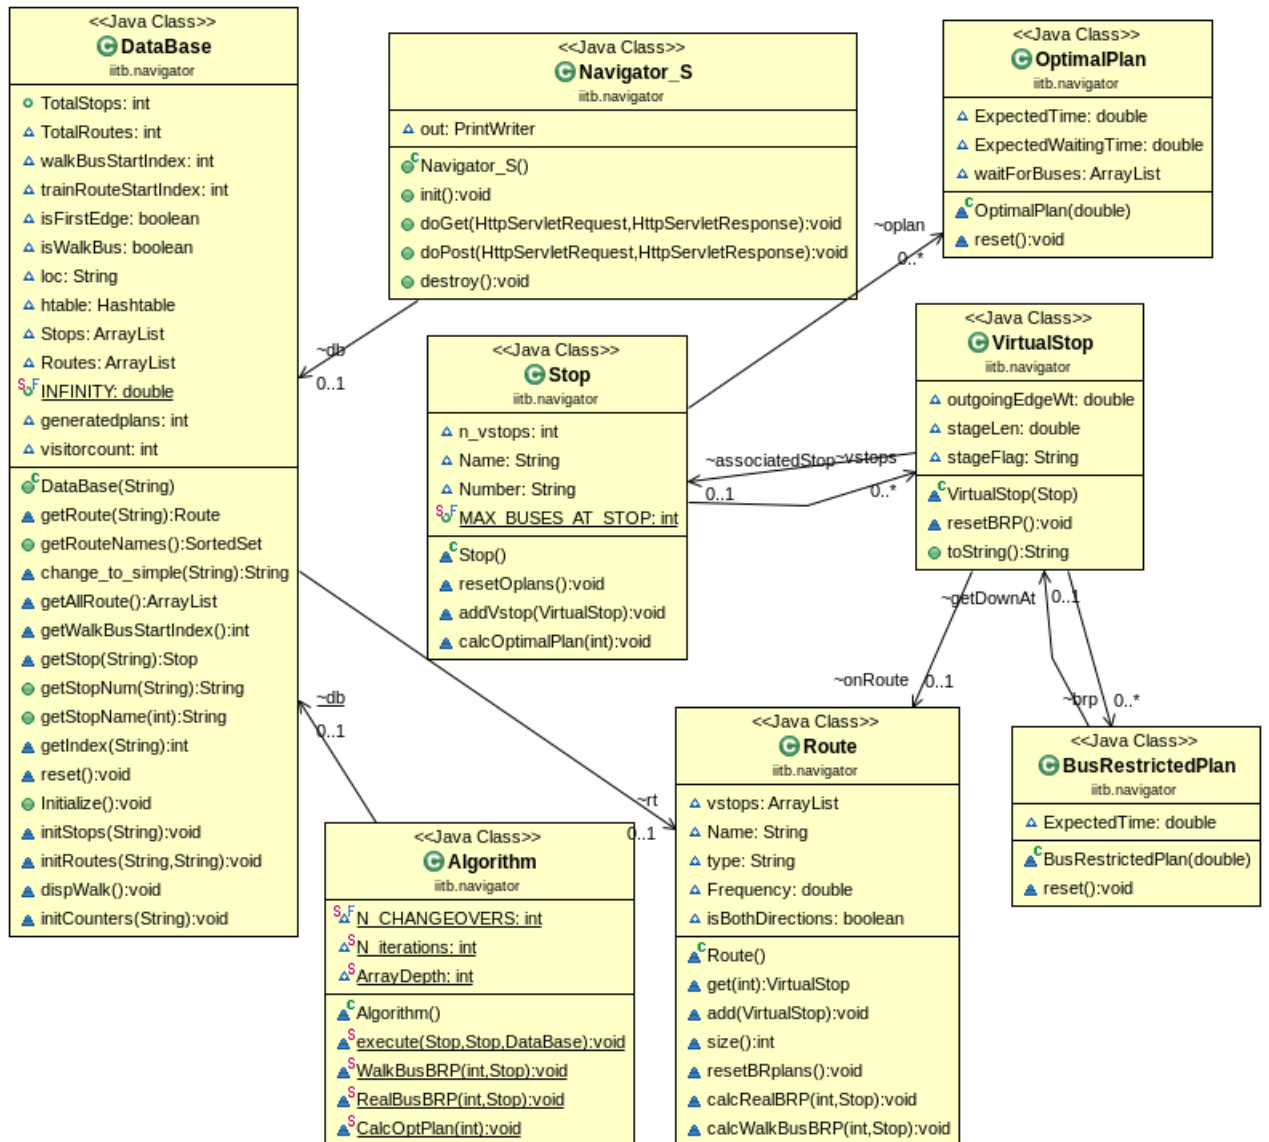 <<Java Class>>
DataBase
iitb.navigator
TotalStops: int
TotalRoutes: int
walkBusStartIndex: int
trainRouteStartIndex: int
isFirstEdge: boolean
isWalkBus: boolean
loc: String
htable: Hashtable
Stops: ArrayList
Routes: ArrayList
INFINITY: double
generatedplans: int
visitorcount: int
DataBase(String)
getRoute(String):Route
getRouteNames():SortedSet
change_to_simple(String):String
getAllRoute():ArrayList
getWalkBusStartIndex():int
getStop(String):Stop
getStopNum(String):String
getStopName(int):String
getIndex(String):int
reset():void
Initialize():void
initStops(String):void
initRoutes(String,String):void
dispWalk():void
initCounters(String):void
<<Java Class>>
Navigator_S
iitb.navigator
out: PrintWriter
Navigator_S()
init():void
doGet(HttpServletRequest,HttpServletResponse):void
doPost(HttpServletRequest,HttpServletResponse):void
destroy():void
~db
0..1
<<Java Class>>
OptimalPlan
iitb.navigator
ExpectedTime: double
ExpectedWaitingTime: double
waitForBuses: ArrayList
OptimalPlan(double)
reset():void
~oplan
0..*
<<Java Class>>
Stop
iitb.navigator
n_vstops: int
Name: String
Number: String
MAX_BUSES_AT_STOP: int
Stop()
resetOplans():void
addVstop(VirtualStop):void
calcOptimalPlan(int):void
~associatedStop
0..1
~vstops
0..*
<<Java Class>>
VirtualStop
iitb.navigator
outgoingEdgeWt: double
stageLen: double
stageFlag: String
VirtualStop(Stop)
resetBRP():void
toString():String
~getDownAt
0..1
~onRoute
0..1
~brp
0..*
~db
0..1
~rt
0..1
<<Java Class>>
Algorithm
iitb.navigator
N_CHANGEOVERS: int
N_iterations: int
ArrayDepth: int
Algorithm()
execute(Stop,Stop,DataBase):void
WalkBusBRP(int,Stop):void
RealBusBRP(int,Stop):void
CalcOptPlan(int):void
<<Java Class>>
Route
iitb.navigator
vstops: ArrayList
Name: String
type: String
Frequency: double
isBothDirections: boolean
Route()
get(int):VirtualStop
add(VirtualStop):void
size():int
resetBRplans():void
calcRealBRP(int,Stop):void
calcWalkBusBRP(int,Stop):void
<<Java Class>>
BusRestrictedPlan
iitb.navigator
ExpectedTime: double
BusRestrictedPlan(double)
reset():void